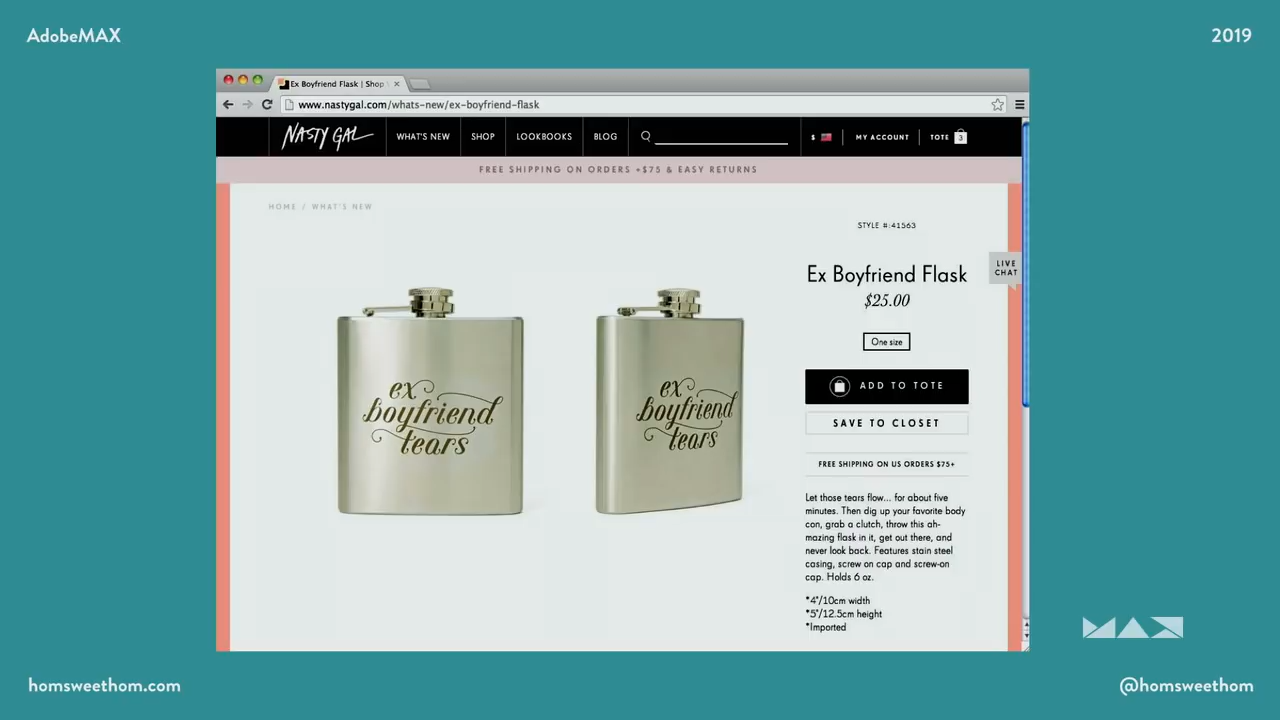 AdobeMAX
2019
Ex Boyfriend Flask | Shop
www.nastygal.com/whats-new/ex-boyfriend-flask
NASTY GAL
WHAT'S NEW
SHOP
LOOKBOOKS
BLOG
$
MY ACCOUNT
TOTE
3
FREE SHIPPING ON ORDERS +$75 & EASY RETURNS
HOME / WHAT'S NEW
STYLE #:41563
LIVE
CHAT
Ex Boyfriend Flask
$25.00
One size
ADD TO TOTE
SAVE TO CLOSET
FREE SHIPPING ON US ORDERS $75+
ex
boyfriend
tears
ex
boyfriend
tears
Let those tears flow... for about five
minutes. Then dig up your favorite body
con, grab a clutch, throw this ah-
mazing flask in it, get out there, and
never look back. Features stain steel
casing, screw on cap and screw-on
cap. Holds 6 oz.
*4"/10cm width
*5"/12.5cm height
*Imported
MAX
homsweethom.com
@homsweethom